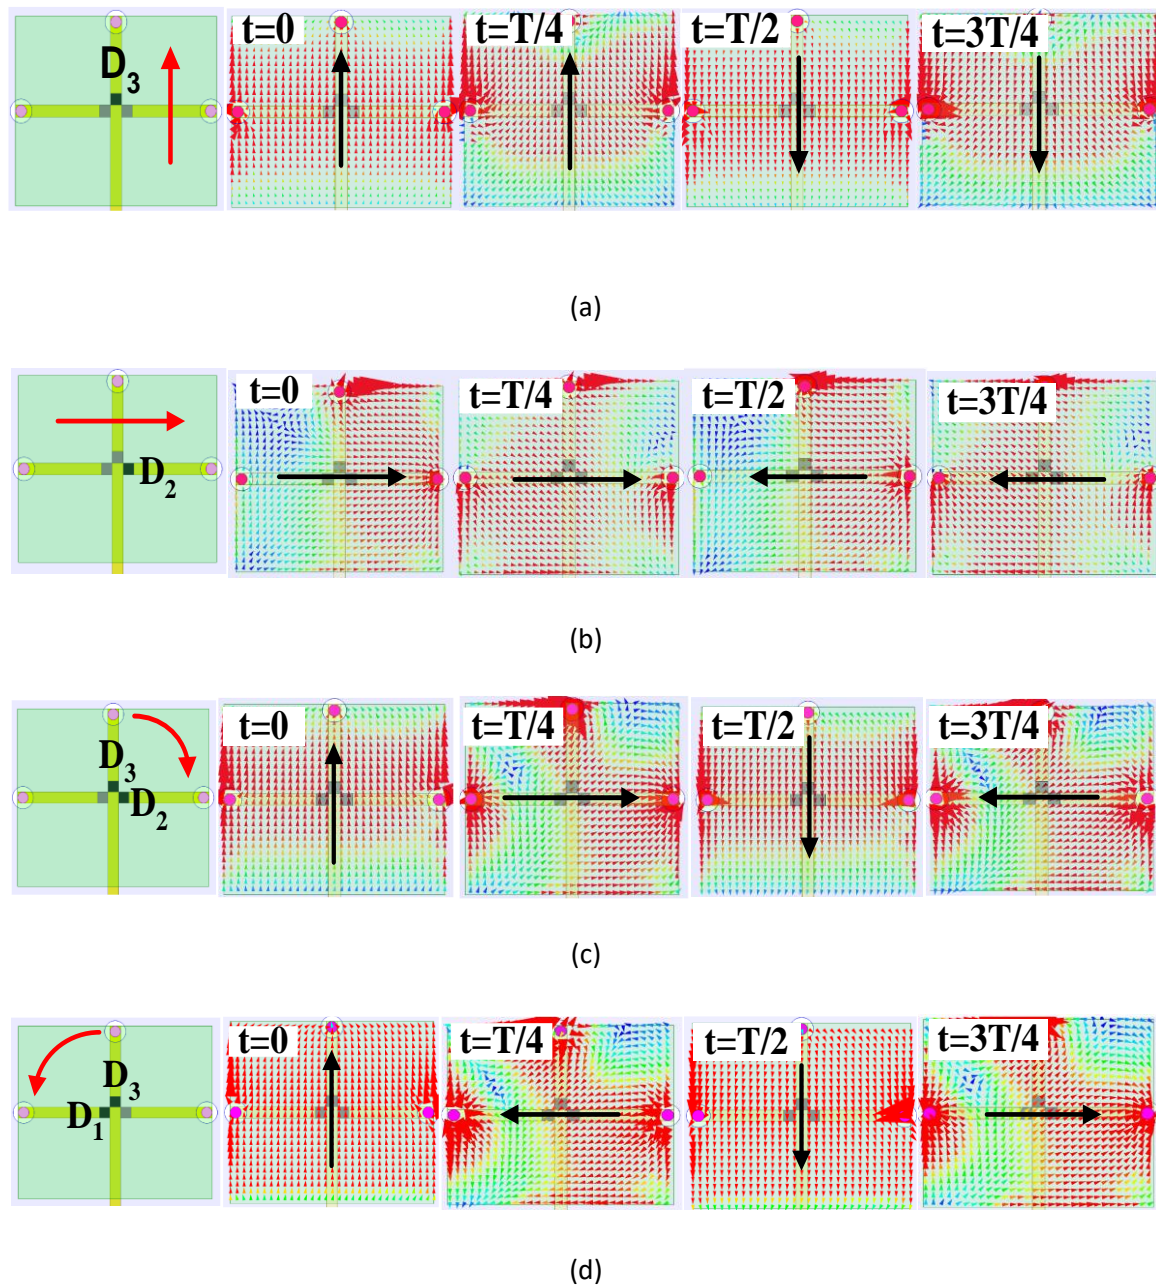 D3 t=0 t=T/4 t=T/2 t=3T/4
(a)
D2 t=0 t=T/4 t=T/2 t=3T/4
(b)
D3 D2 t=0 t=T/4 t=T/2 t=3T/4
(c)
D3 D1 t=0 t=T/4 t=T/2 t=3T/4
(d)